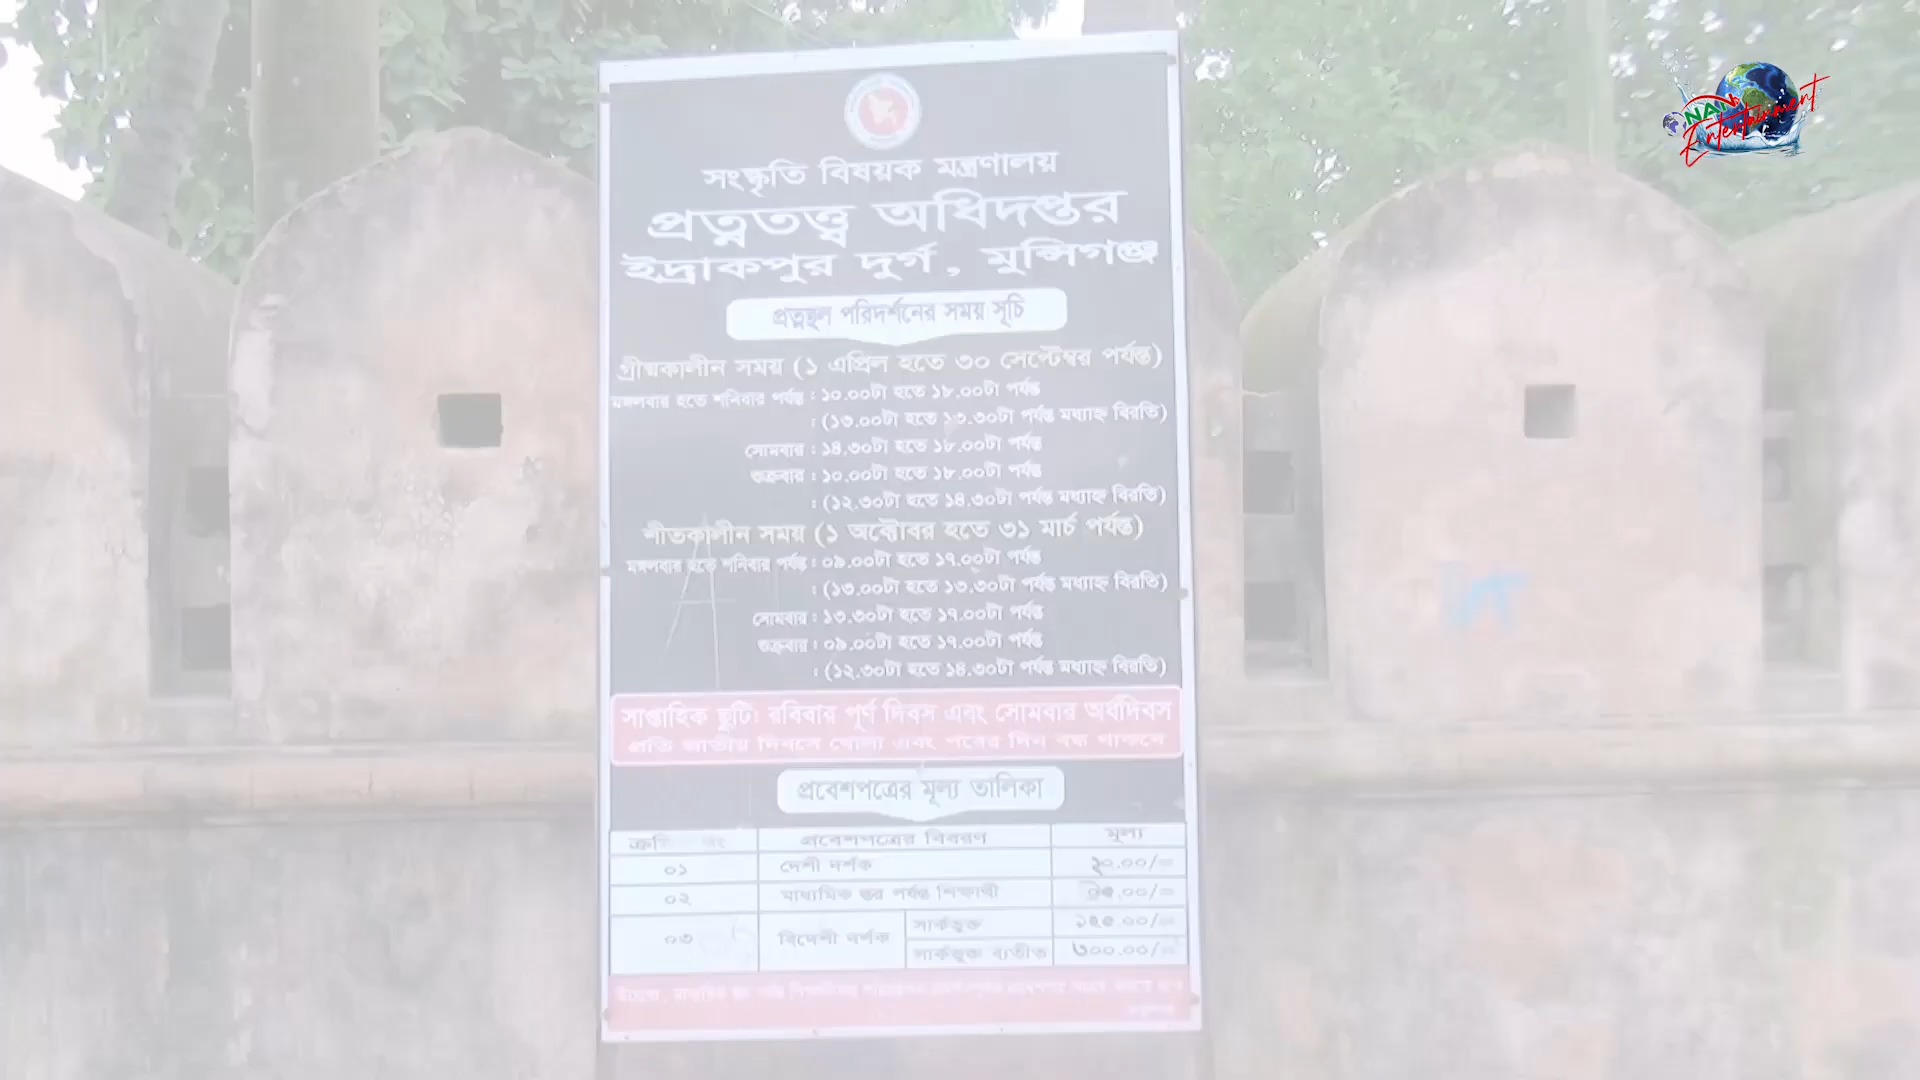 NAN
Entertainment
সংস্কৃতি বিষয়ক মন্ত্রণালয়
প্রত্নতত্ত্ব অধিদপ্তর
ইদ্রাকপুর দুর্গ, মুন্সিগঞ্জ
প্রত্নস্থল পরিদর্শনের সময় সূচি
গ্রীষ্মকালীন সময় (১ এপ্রিল হতে ৩০ সেপ্টেম্বর পর্যন্ত)
মঙ্গলবার হতে শনিবার পর্যন্ত : ১০.০০টা হতে ১৮.০০টা পর্যন্ত
: (১৩.০০টা হতে ১৩.৩০টা পর্যন্ত মধ্যাহ্ন বিরতি)
সোমবার : ১৪.৩০টা হতে ১৮.০০টা পর্যন্ত
শুক্রবার : ১০.০০টা হতে ১৮.০০টা পর্যন্ত
: (১২.৩০টা হতে ১৪.৩০টা পর্যন্ত মধ্যাহ্ন বিরতি)
শীতকালীন সময় (১ অক্টোবর হতে ৩১ মার্চ পর্যন্ত)
মঙ্গলবার হতে শনিবার পর্যন্ত : ০৯.০০টা হতে ১৭.০০টা পর্যন্ত
: (১৩.০০টা হতে ১৩.৩০টা পর্যন্ত মধ্যাহ্ন বিরতি)
সোমবার : ১৩.৩০টা হতে ১৭.০০টা পর্যন্ত
শুক্রবার : ০৯.০০টা হতে ১৭.০০টা পর্যন্ত
: (১২.৩০টা হতে ১৪.৩০টা পর্যন্ত মধ্যাহ্ন বিরতি)
সাপ্তাহিক ছুটি: রবিবার পূর্ণ দিবস এবং সোমবার অর্ধদিবস
প্রতি জাতীয় দিবসে খোলা এবং পরের দিন বন্ধ থাকবে
প্রবেশপত্রের মূল্য তালিকা
প্রবেশপত্রের বিবরণ মূল্য
০১ দেশী দর্শক ২০.০০/=
০২ মাধ্যমিক স্তর পর্যন্ত শিক্ষার্থী
০৩ বিদেশী দর্শক সার্কভুক্ত
সার্কভুক্ত ব্যতীত ৩০০.০০/=